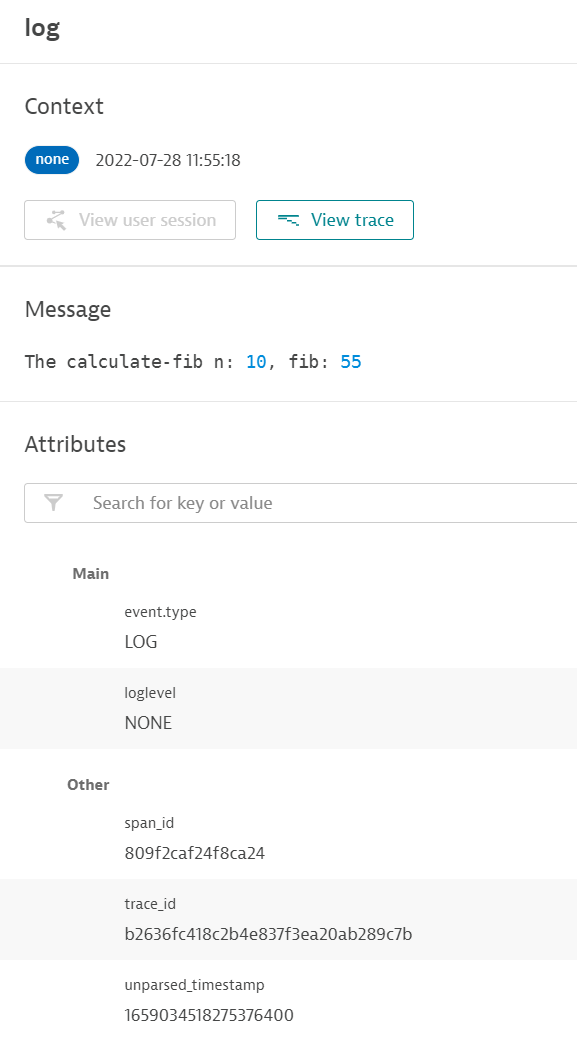 log
Context
none 2022-07-28 11:55:18
View user session View trace
Message
The calculate-fib n: 10, fib: 55
Attributes
Search for key or value
Main
event.type
LOG
loglevel
NONE
Other
span_id
809f2caf24f8ca24
trace_id
b2636fc418c2b4e837f3ea20ab289c7b
unparsed_timestamp
1659034518275376400